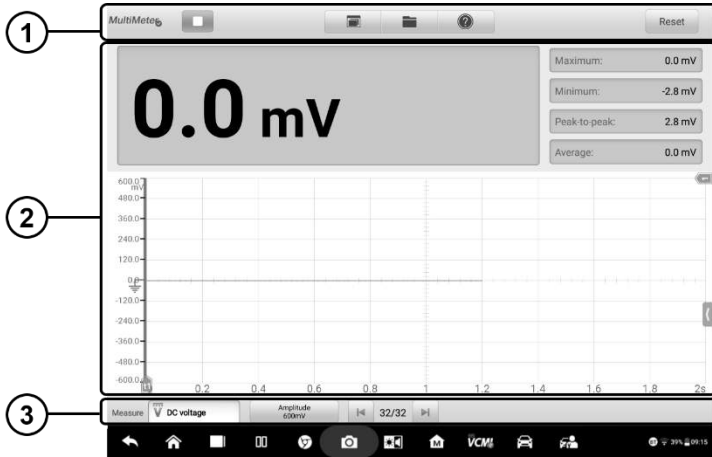 MultiMeter
Reset
1
0.0 mV
Maximum: 0.0 mV
Minimum: -2.8 mV
Peak-to-peak: 2.8 mV
Average: 0.0 mV
2
600.0
mV
480.0
360.0
240.0
120.0
0.0
-120.0
-240.0
-360.0
-480.0
-600.0
0.2 0.4 0.6 0.8 1 1.2 1.4 1.6 1.8 2s
3
Measure DC voltage Amplitude 32/32
600mV
M VCMI 39% 09:15